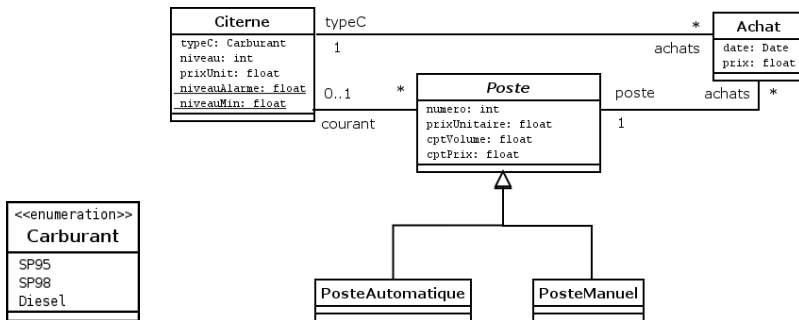 Citerne
typeC: Carburant
niveau: int
prixUnit: float
niveauAlarme: float
niveauMin: float
typeC
1
*
achats
Achat
date: Date
prix: float
0..1
*
courant
Poste
numero: int
prixUnitaire: float
cptVolume: float
cptPrix: float
poste
1
achats
*
<<enumeration>>
Carburant
SP95
SP98
Diesel
PosteAutomatique
PosteManuel